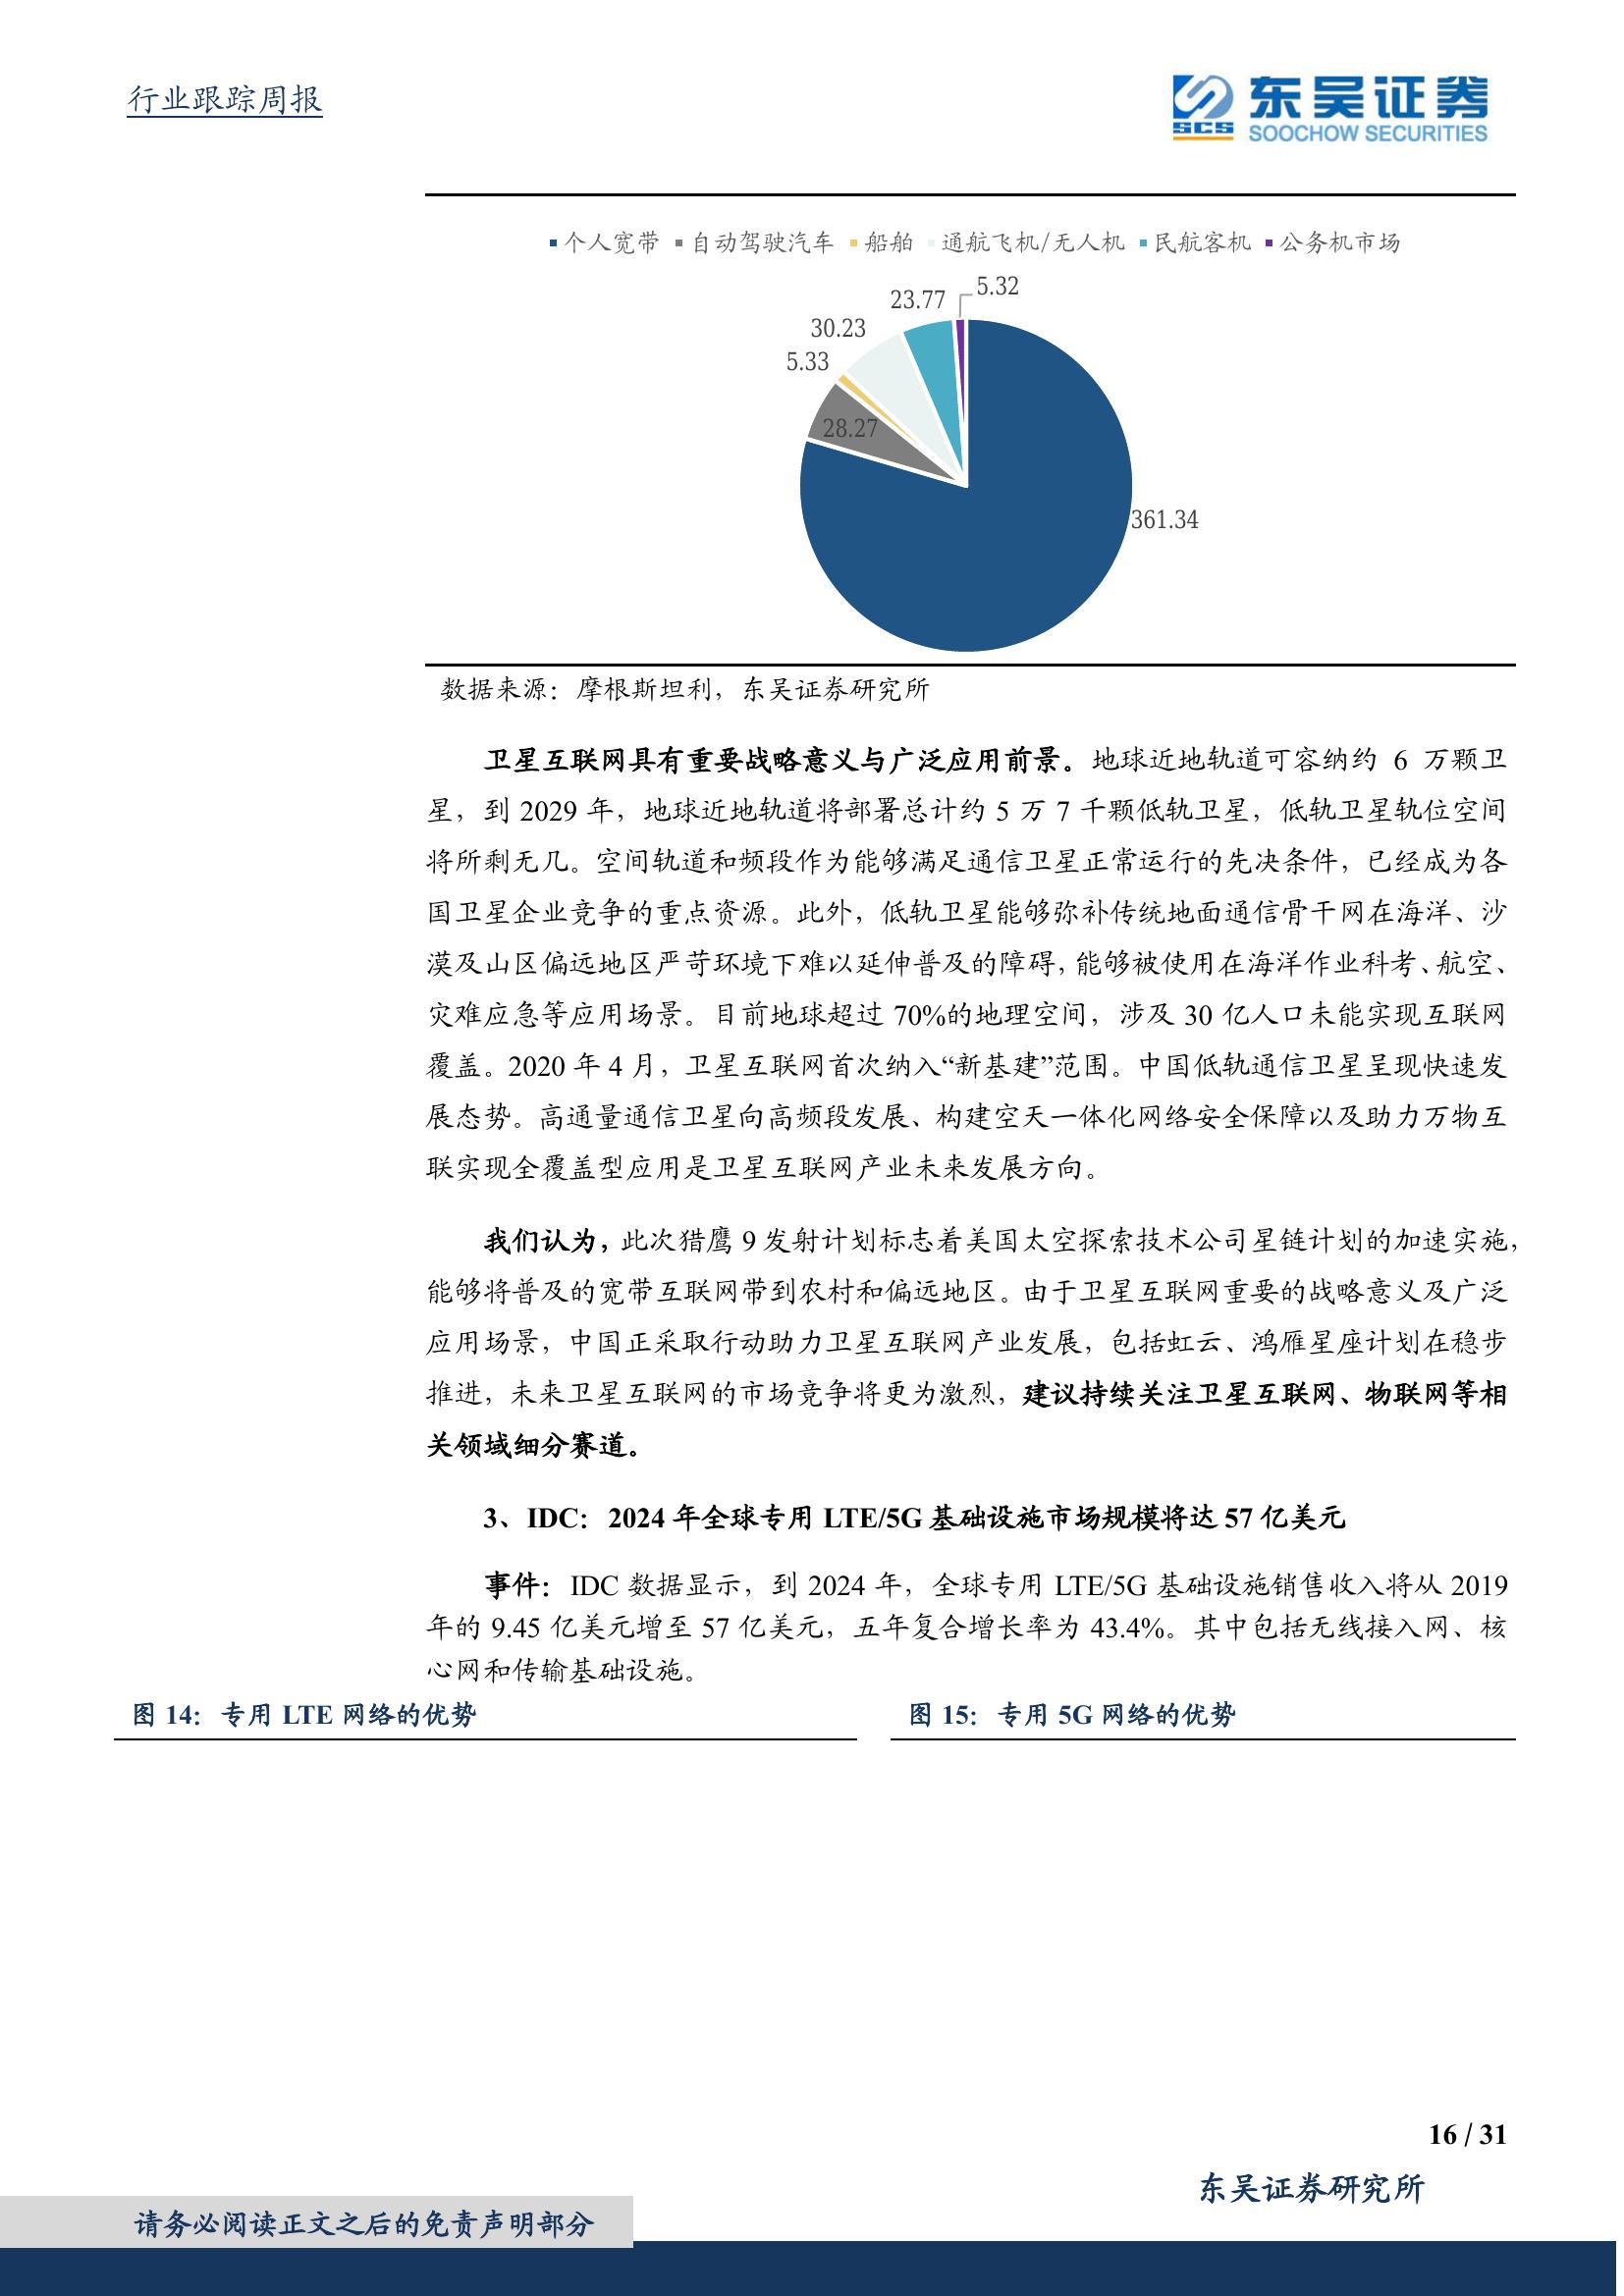 行业跟踪周报
东吴证券
SCS
SOOCHOW SECURITIES
个人宽带 自动驾驶汽车 船舶 通航飞机/无人机 民航客机 公务机市场
5.32
23.77
30.23
5.33
28.27
361.34
数据来源：摩根斯坦利，东吴证券研究所
卫星互联网具有重要战略意义与广泛应用前景。地球近地轨道可容纳约 6 万颗卫
星，到 2029 年，地球近地轨道将部署总计约 5 万 7 千颗低轨卫星，低轨卫星轨位空间
将所剩无几。空间轨道和频段作为能够满足通信卫星正常运行的先决条件，已经成为各
国卫星企业竞争的重点资源。此外，低轨卫星能够弥补传统地面通信骨干网在海洋、沙
漠及山区偏远地区严苛环境下难以延伸普及的障碍，能够被使用在海洋作业科考、航空、
灾难应急等应用场景。目前地球超过 70%的地理空间，涉及 30 亿人口未能实现互联网
覆盖。2020 年 4 月，卫星互联网首次纳入“新基建”范围。中国低轨通信卫星呈现快速发
展态势。高通量通信卫星向高频段发展、构建空天一体化网络安全保障以及助力万物互
联实现全覆盖型应用是卫星互联网产业未来发展方向。
我们认为，此次猎鹰 9 发射计划标志着美国太空探索技术公司星链计划的加速实施，
能够将普及的宽带互联网带到农村和偏远地区。由于卫星互联网重要的战略意义及广泛
应用场景，中国正采取行动助力卫星互联网产业发展，包括虹云、鸿雁星座计划在稳步
推进，未来卫星互联网的市场竞争将更为激烈，建议持续关注卫星互联网、物联网等相
关领域细分赛道。
3、IDC：2024 年全球专用 LTE/5G 基础设施市场规模将达 57 亿美元
事件：IDC 数据显示，到 2024 年，全球专用 LTE/5G 基础设施销售收入将从 2019
年的 9.45 亿美元增至 57 亿美元，五年复合增长率为 43.4%。其中包括无线接入网、核
心网和传输基础设施。
图 14：专用 LTE 网络的优势
图 15：专用 5G 网络的优势
16 / 31
东吴证券研究所
请务必阅读正文之后的免责声明部分